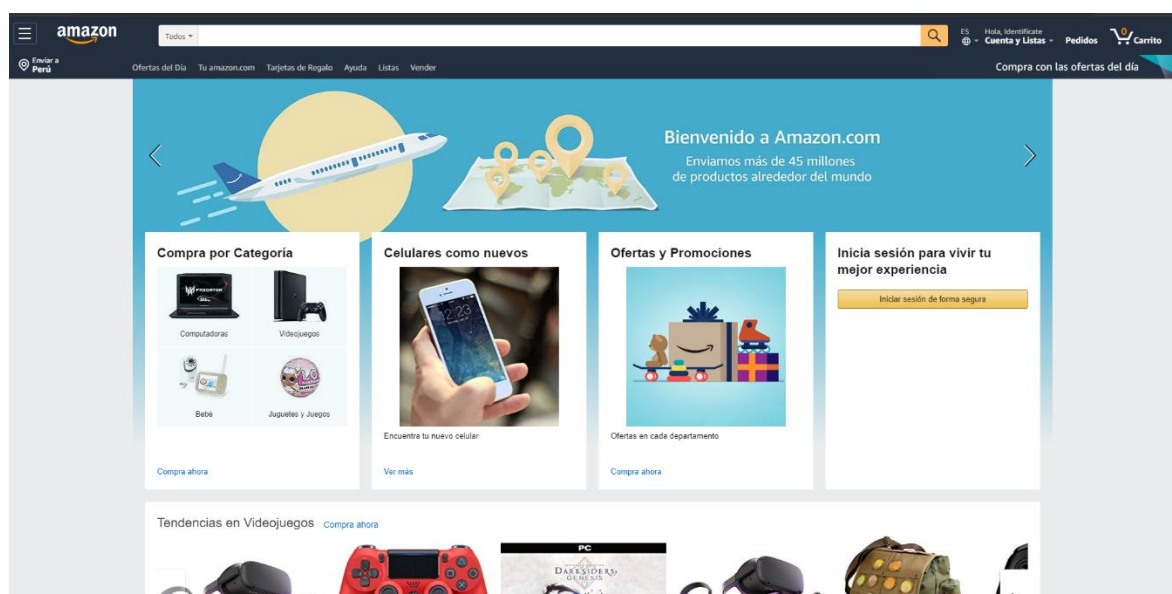 amazon
Todos
ES
Hola, Identifícate
Cuenta y Listas
Pedidos
0
Carrito
Enviar a
Perú
Ofertas del Día
Tu amazon.com
Tarjetas de Regalo
Ayuda
Listas
Vender
Compra con las ofertas del día
Bienvenido a Amazon.com
Enviamos más de 45 millones
de productos alrededor del mundo
Compra por Categoría
PREDATOR
Computadoras
Videojuegos
Bebé
Juguetes y Juegos
Compra ahora
Celulares como nuevos
12:23
Encuentra tu nuevo celular
Ver más
Ofertas y Promociones
Ofertas en cada departamento
Compra ahora
Inicia sesión para vivir tu
mejor experiencia
Iniciar sesión de forma segura
Tendencias en Videojuegos
Compra ahora
PC
DARKSIDERS
GENESIS